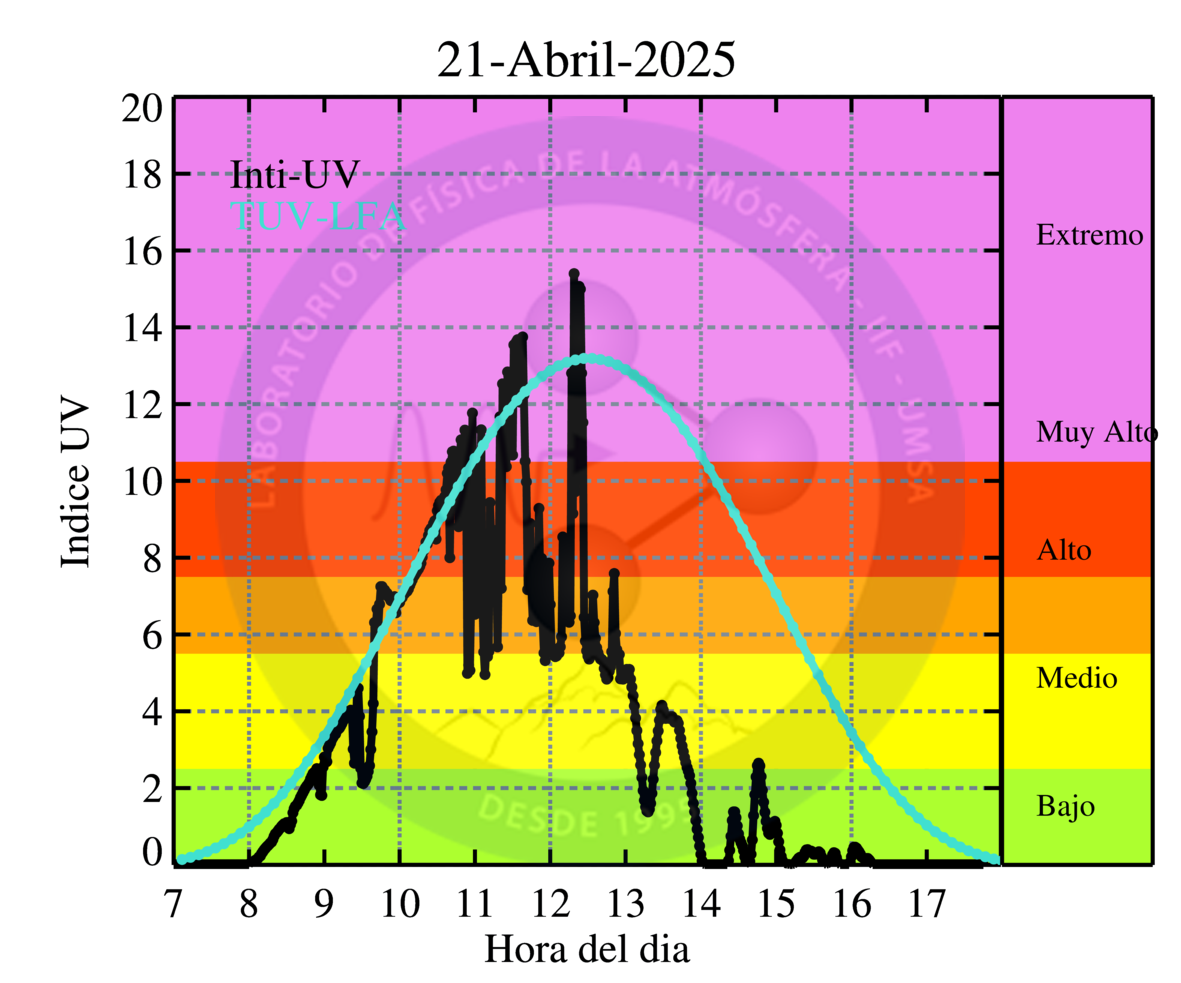 21-Abril-2025
20
18
16
14
12
10
8
6
4
2
0
Indice UV
Inti-UV
TUV-LFA
LABORATORIO DE FÍSICA DE LA ATMÓSFERA - IIF - UMSA
DESDE 1995
Extremo
Muy Alto
Alto
Medio
Bajo
7 8 9 10 11 12 13 14 15 16 17
Hora del dia